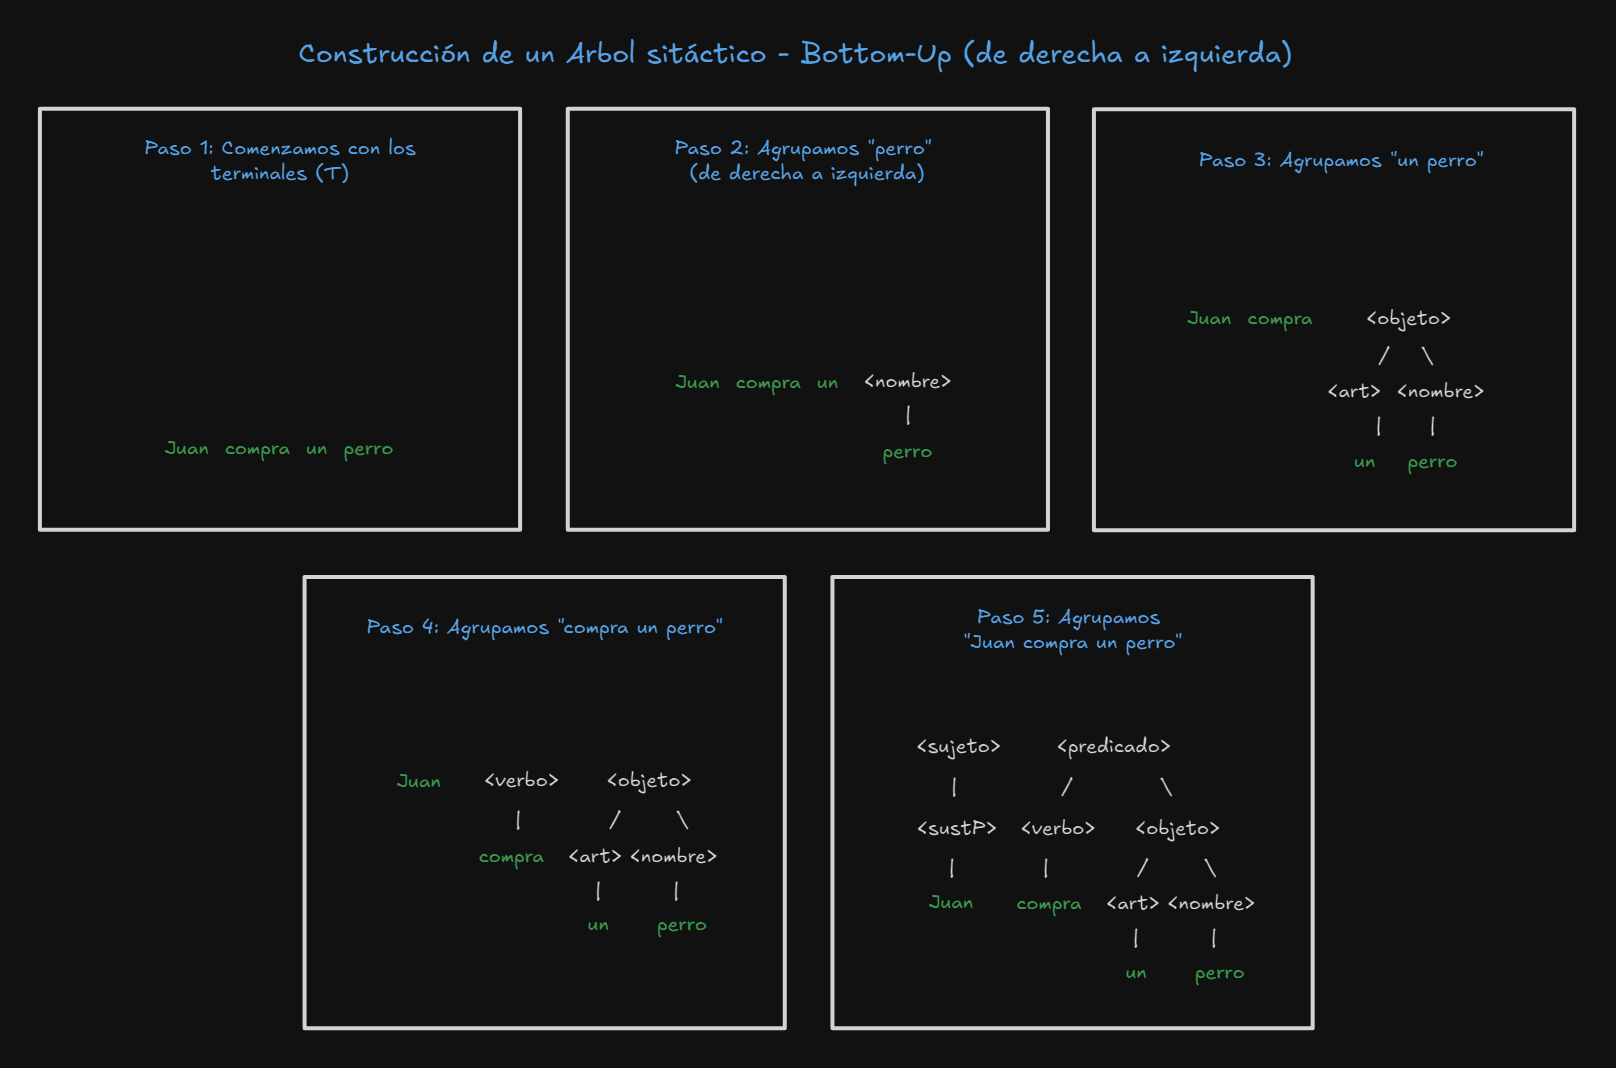 Construcción de un Arbol sitáctico - Bottom-Up (de derecha a izquierda)
Paso 1: Comenzamos con los
terminales (T)
Juan compra un perro
Paso 2: Agrupamos "perro"
(de derecha a izquierda)
Juan compra un <nombre>
|
perro
Paso 3: Agrupamos "un perro"
Juan compra <objeto>
/ \
<art> <nombre>
| |
un perro
Paso 4: Agrupamos "compra un perro"
Juan <verbo> <objeto>
| / \
compra <art> <nombre>
| |
un perro
Paso 5: Agrupamos
"Juan compra un perro"
<sujeto> <predicado>
| / \
<sustP> <verbo> <objeto>
| | / \
Juan compra <art> <nombre>
| |
un perro